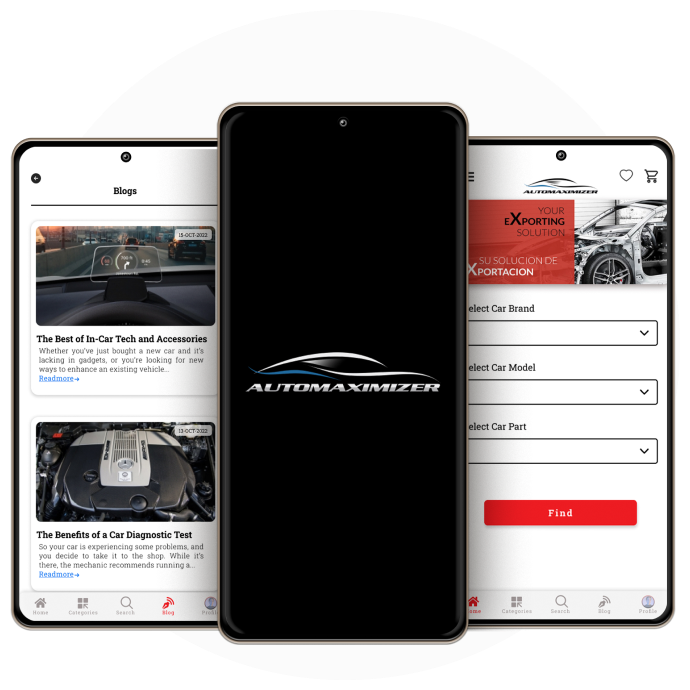 Blogs
15-OCT-2022
The Best of In-Car Tech and Accessories
Whether you've just bought a new car and it's
lacking in gadgets, or you're looking for new
ways to enhance an existing vehicle...
Readmore→
13-OCT-2022
The Benefits of a Car Diagnostic Test
So your car is experiencing some problems, and
you decide to take it to the shop. While it's
there, the mechanic recommends running a...
Readmore→
Home Categories Search Blog Profile
AUTOMAXIMIZER
AUTOMAXIMIZER
YOUR
EXPORTING
SOLUTION
SU SOLUCION DE
XPORTACION
elect Car Brand
elect Car Model
elect Car Part
Find
ome Categories Search Blog Profile